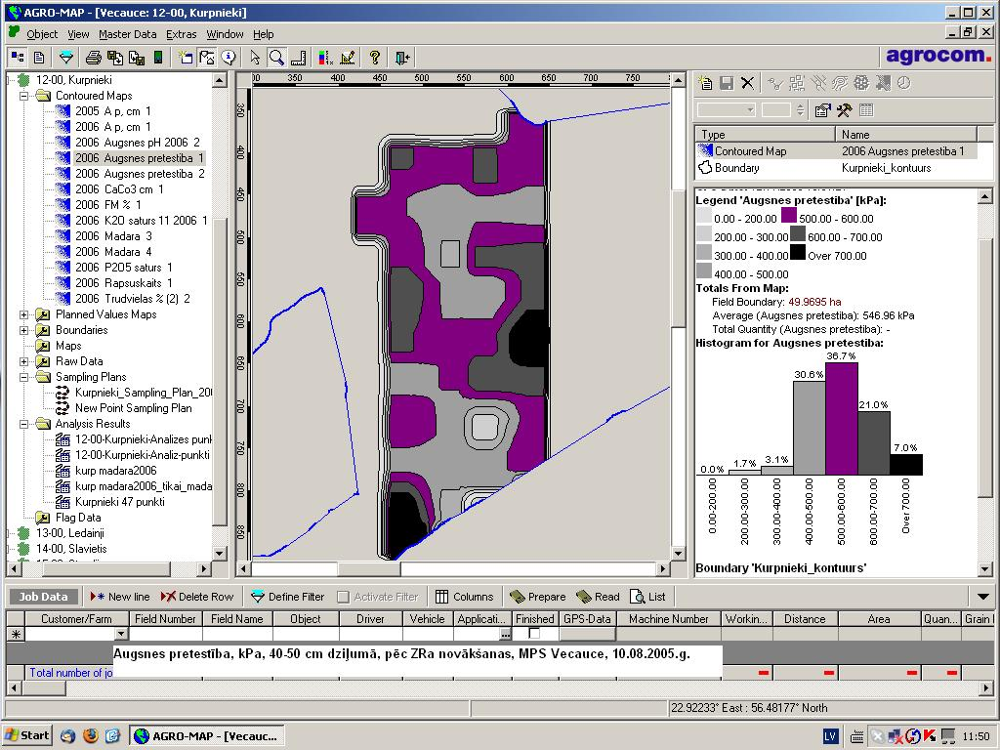 AGRO-MAP - [Vecauce: 12-00, Kurpnieki]
Object View Master Data Extras Window Help
agrocom.
12-00, Kurpnieki
Contoured Maps
2005 A p, cm 1
2006 A p, cm 1
2006 Augsnes pH 2006 2
2006 Augsnes pretestiba 1
2006 Augsnes pretestiba 2
2006 CaCo3 cm 1
2006 FM % 1
2006 K2O saturs 11 2006 1
2006 Madara 3
2006 Madara 4
2006 P2O5 saturs 1
2006 Rapsuskaits 1
2006 Trudvielas % (2) 2
Planned Values Maps
Boundaries
Maps
Raw Data
Sampling Plans
Kurpnieki_Sampling_Plan_20
New Point Sampling Plan
Analysis Results
12-00-Kurpnieki-Analizes punk
12-00-Kurpnieki-Analiz-punkti
kurp madara2006
kurp madara2006_tikai_mada
Kurpnieki 47 punkti
Flag Data
13-00, Ledainji
14-00, Slavietis
300 350 400 450 500 550 600 650 700 750
350
400
450
500
550
600
650
700
750
800
850
Type Name
Contoured Map 2006 Augsnes pretestiba 1
Boundary Kurpnieki_kontuurs
Legend 'Augsnes pretestiba' [kPa]:
0.00 - 200.00 500.00 - 600.00
200.00 - 300.00 600.00 - 700.00
300.00 - 400.00 Over 700.00
400.00 - 500.00
Totals From Map:
Field Boundary: 49.9695 ha
Average (Augsnes pretestiba): 546.96 kPa
Total Quantity (Augsnes pretestiba): -
Histogram for Augsnes pretestiba:
0.0% 1.7% 3.1% 30.6% 36.7% 21.0% 7.0%
0.00-200.00 200.00-300.00 300.00-400.00 400.00-500.00 500.00-600.00 600.00-700.00 Over 700.00
Boundary 'Kurpnieki_kontuurs'
Job Data New line Delete Row Define Filter Activate Filter Columns Prepare Read List
Customer/Farm Field Number Field Name Object Driver Vehicle Applicati... Finished GPS-Data Machine Number Workin... Distance Area Quan... Grain
Augsnes pretestība, kPa, 40-50 cm dziļumā, pēc ZRa novākšanas, MPS Vecauce, 10.08.2005.g.
Total number of jo
22.92233° East : 56.48177° North
Start AGRO-MAP - [Vecauc... LV 11:50